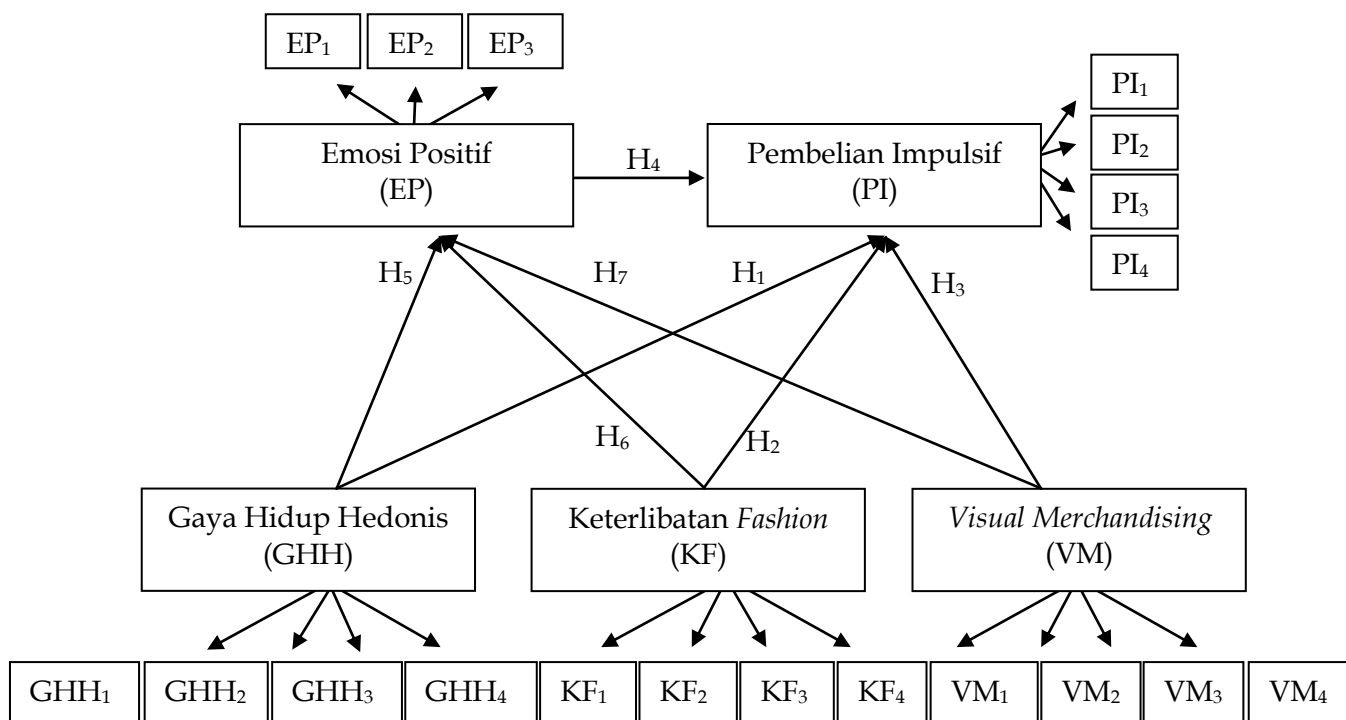 EP₁ EP₂ EP₃
Emosi Positif
(EP)
H₄
Pembelian Impulsif
(PI)
PI₁
PI₂
PI₃
PI₄
H₅ H₇ H₁ H₃
H₆ H₂
Gaya Hidup Hedonis
(GHH)
Keterlibatan Fashion
(KF)
Visual Merchandising
(VM)
GHH₁ GHH₂ GHH₃ GHH₄ KF₁ KF₂ KF₃ KF₄ VM₁ VM₂ VM₃ VM₄